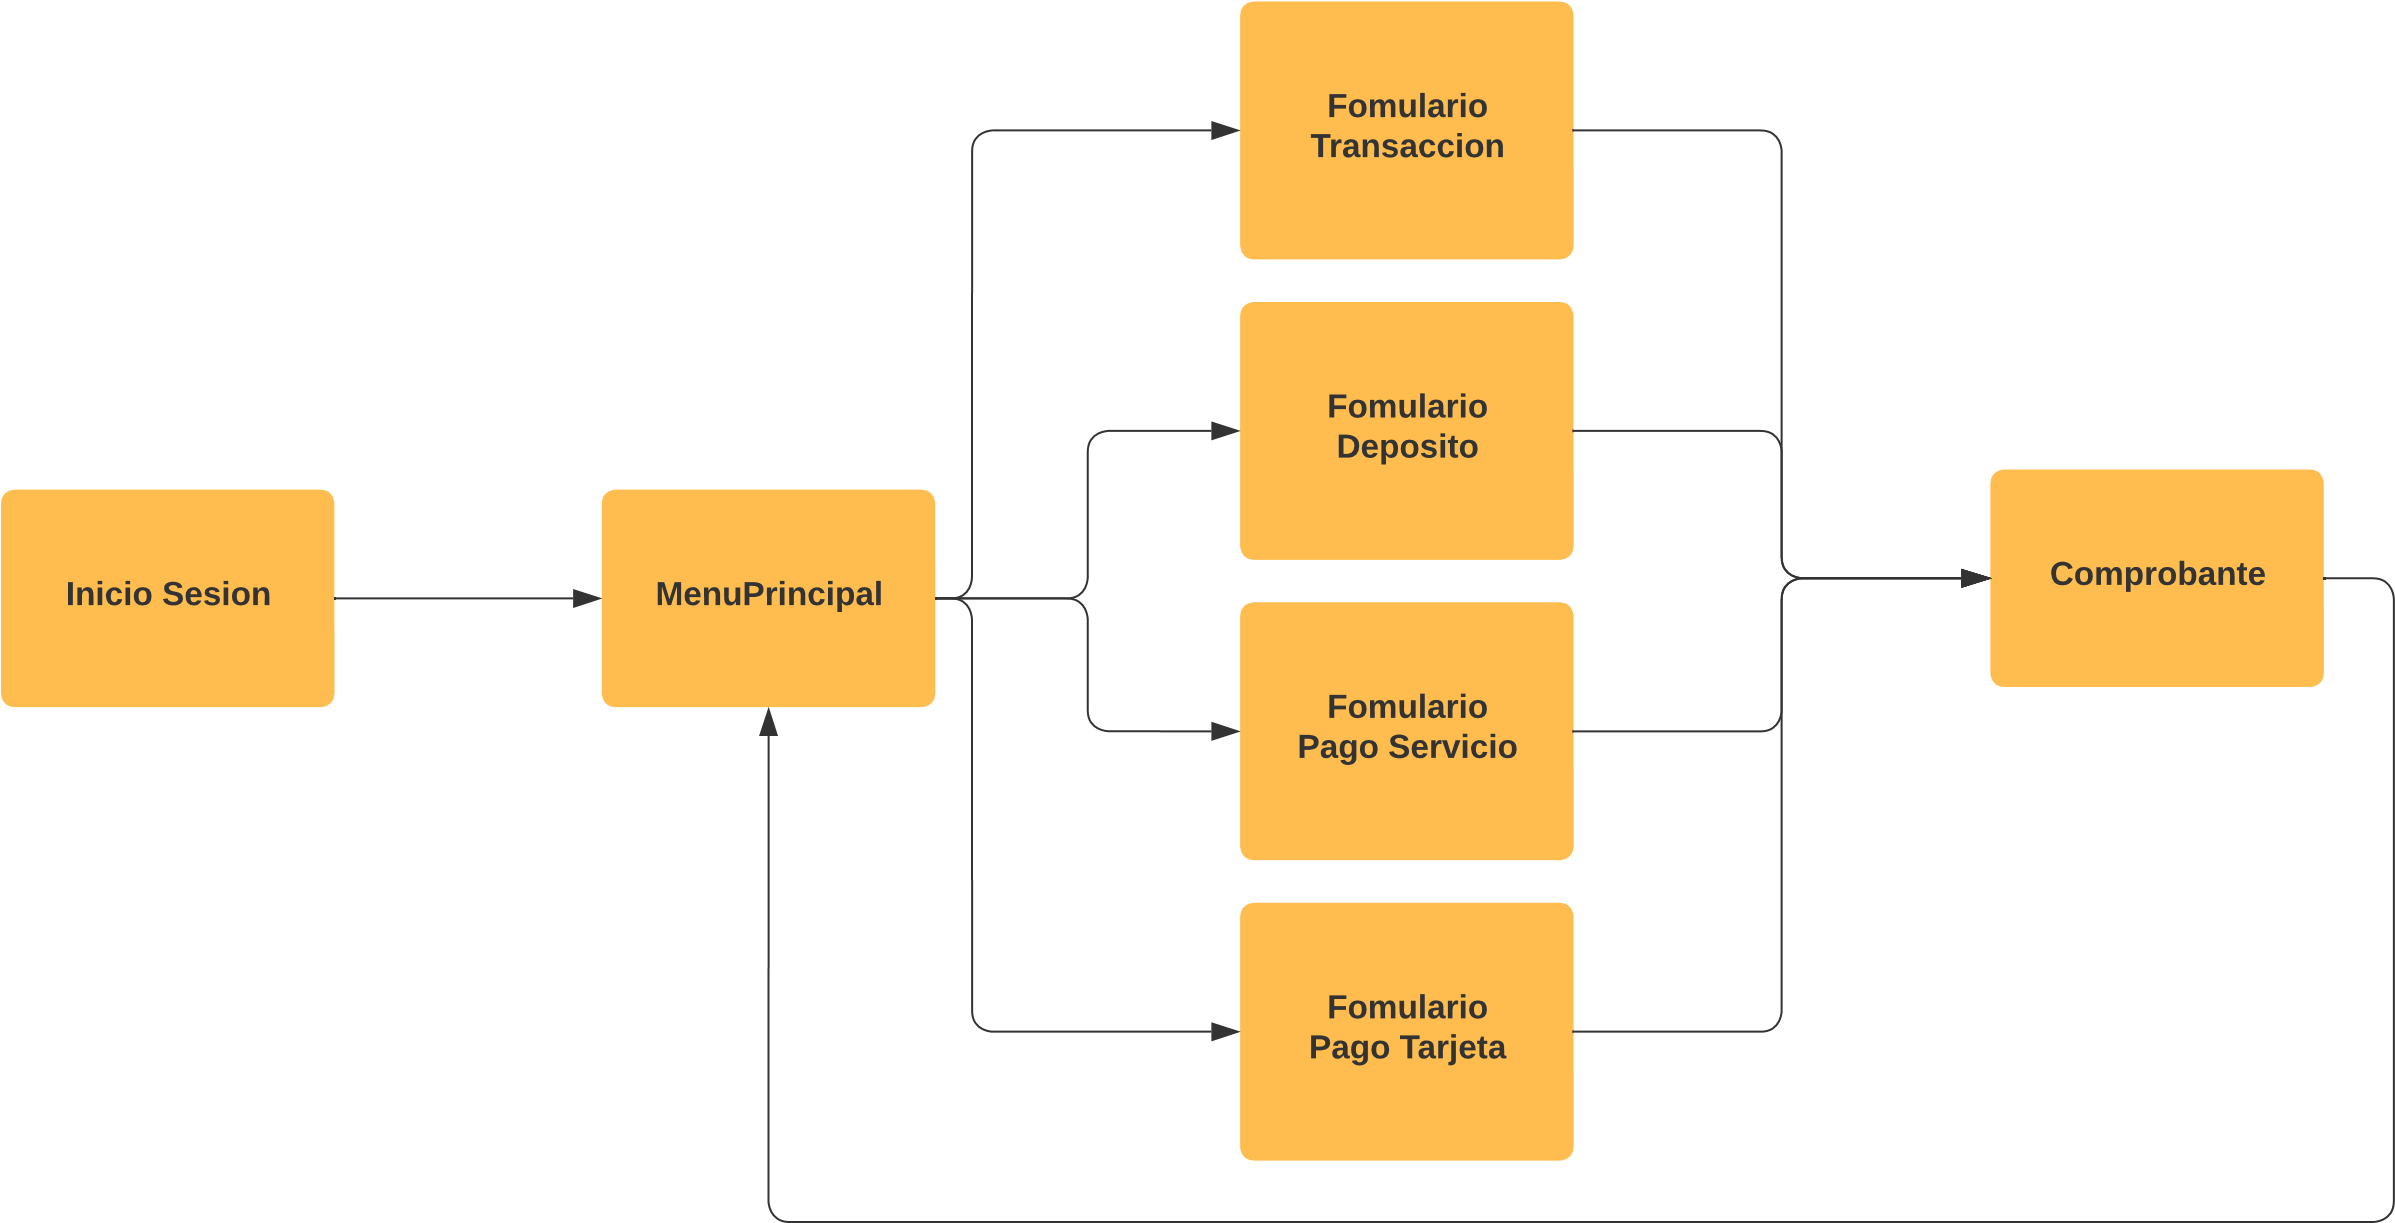 Inicio Sesion
MenuPrincipal
Fomulario
Transaccion
Fomulario
Deposito
Fomulario
Pago Servicio
Fomulario
Pago Tarjeta
Comprobante